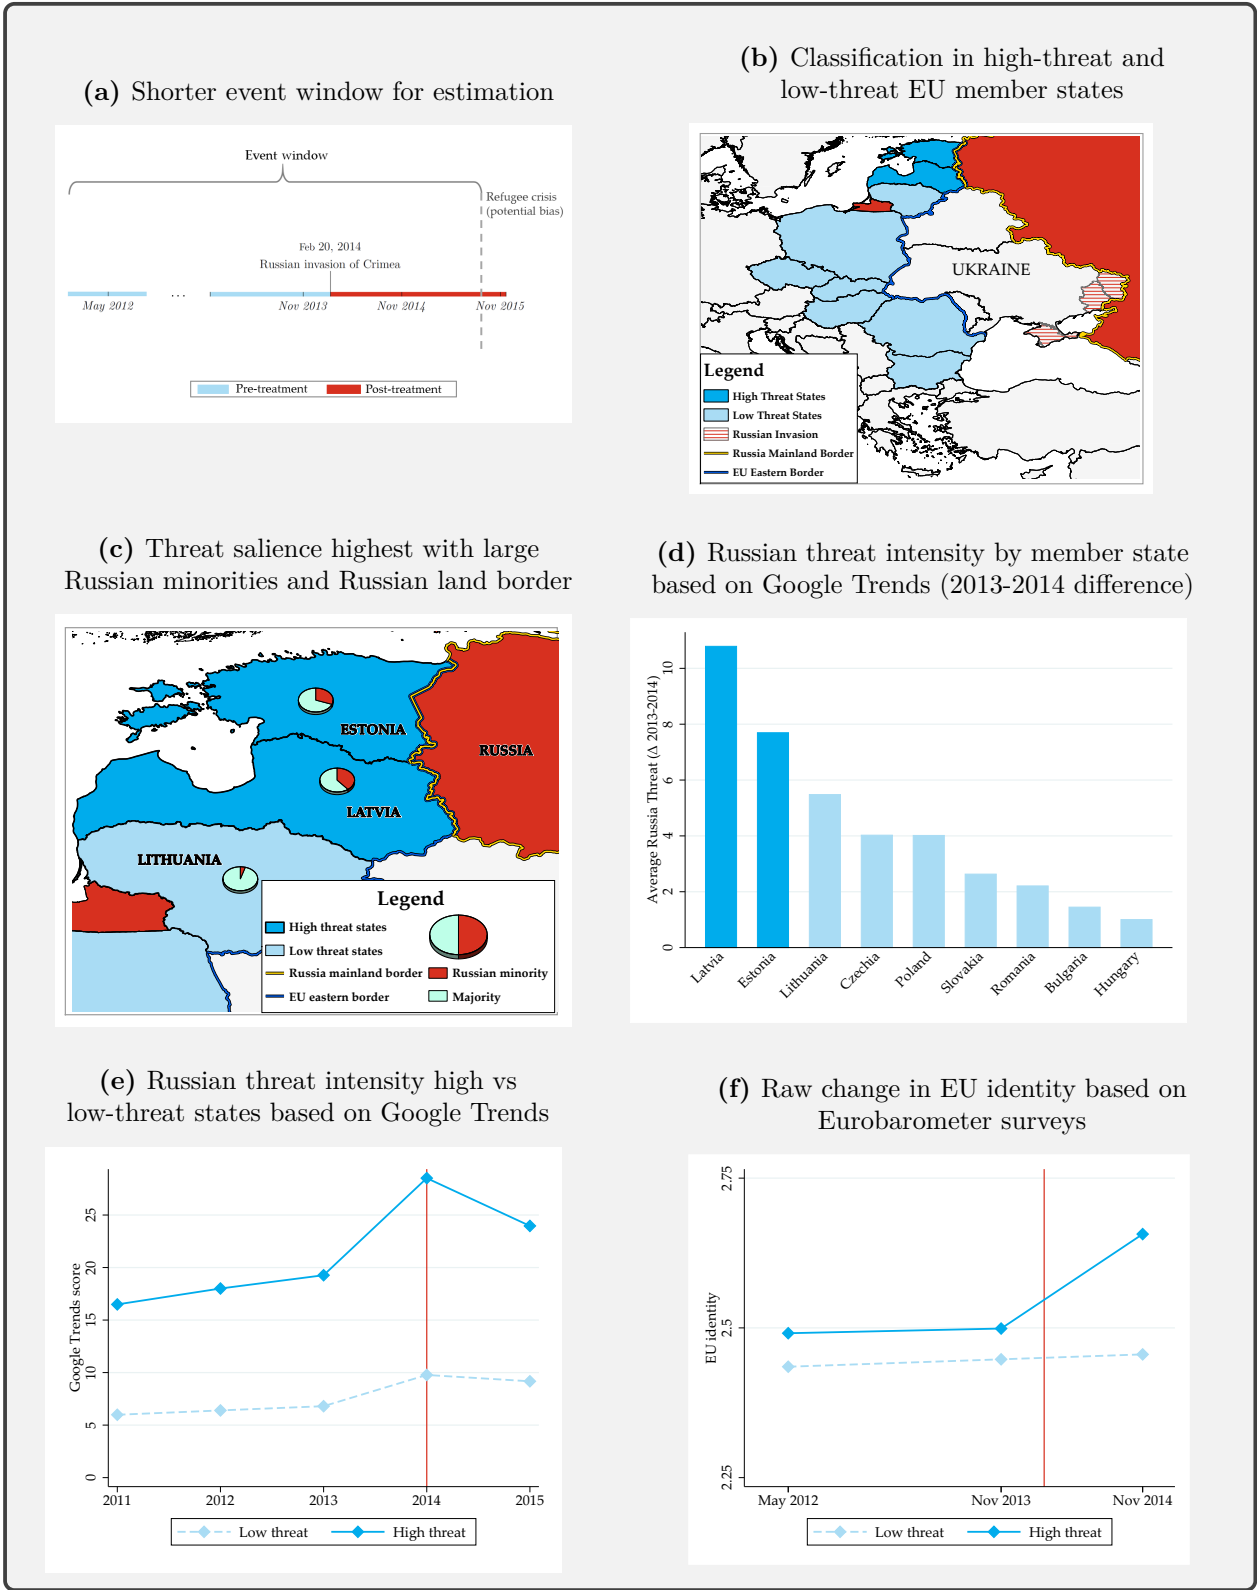 (a) Shorter event window for estimation
Event window
Refugee crisis
(potential bias)
Feb 20, 2014
Russian invasion of Crimea
...
May 2012
Nov 2013
Nov 2014
Nov 2015
Pre-treatment
Post-treatment
(b) Classification in high-threat and
low-threat EU member states
UKRAINE
Legend
High Threat States
Low Threat States
Russian Invasion
Russia Mainland Border
EU Eastern Border
(c) Threat salience highest with large
Russian minorities and Russian land border
ESTONIA
RUSSIA
LATVIA
LITHUANIA
Legend
High threat states
Low threat states
Russia mainland border
Russian minority
EU eastern border
Majority
(d) Russian threat intensity by member state
based on Google Trends (2013-2014 difference)
Average Russia Threat (Δ 2013-2014)
10
8
6
4
2
0
Latvia
Estonia
Lithuania
Czechia
Poland
Slovakia
Romania
Bulgaria
Hungary
(e) Russian threat intensity high vs
low-threat states based on Google Trends
Google Trends score
25
20
15
10
5
0
2011
2012
2013
2014
2015
Low threat
High threat
(f) Raw change in EU identity based on
Eurobarometer surveys
EU identity
2.75
2.5
2.25
May 2012
Nov 2013
Nov 2014
Low threat
High threat